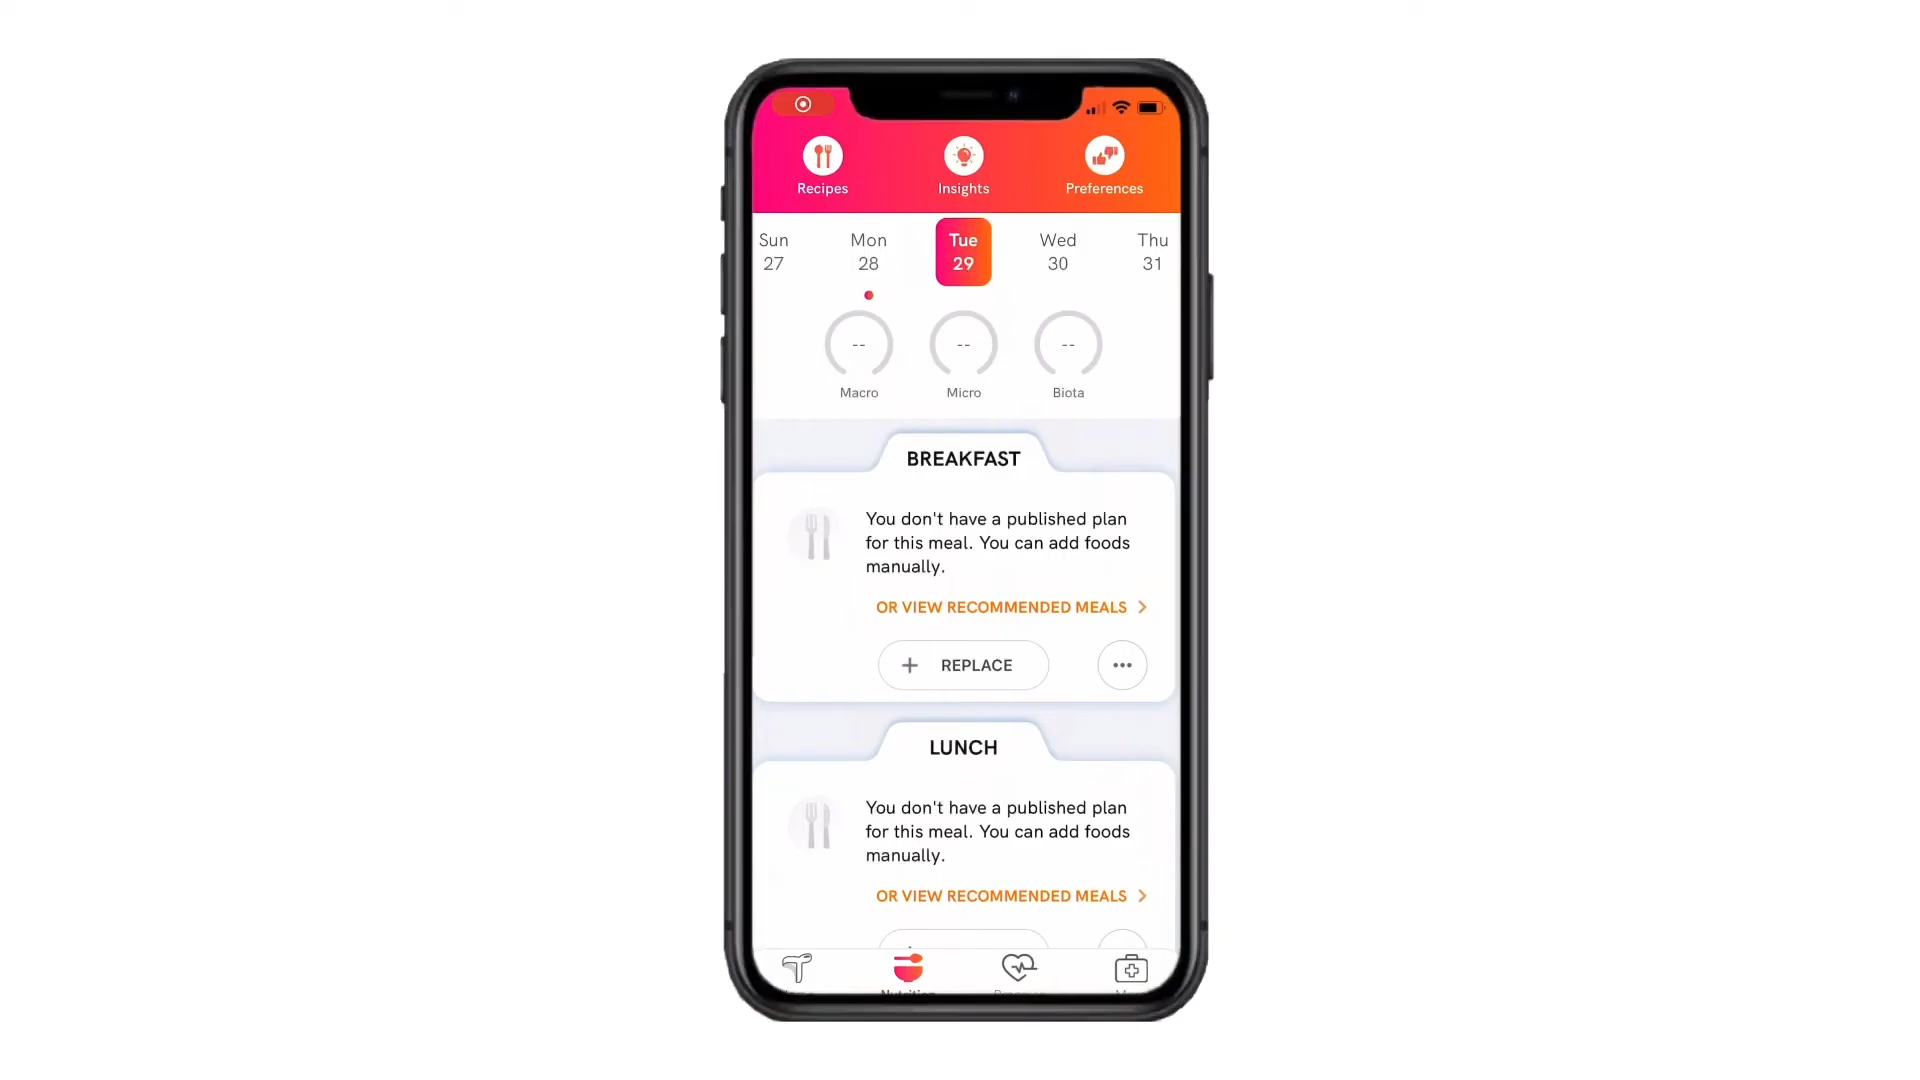 Recipes Insights Preferences
Sun Mon Tue Wed Thu
27 28 29 30 31
-- -- --
Macro Micro Biota
BREAKFAST
You don't have a published plan
for this meal. You can add foods
manually.
OR VIEW RECOMMENDED MEALS
+ REPLACE
LUNCH
You don't have a published plan
for this meal. You can add foods
manually.
OR VIEW RECOMMENDED MEALS
Nutrition